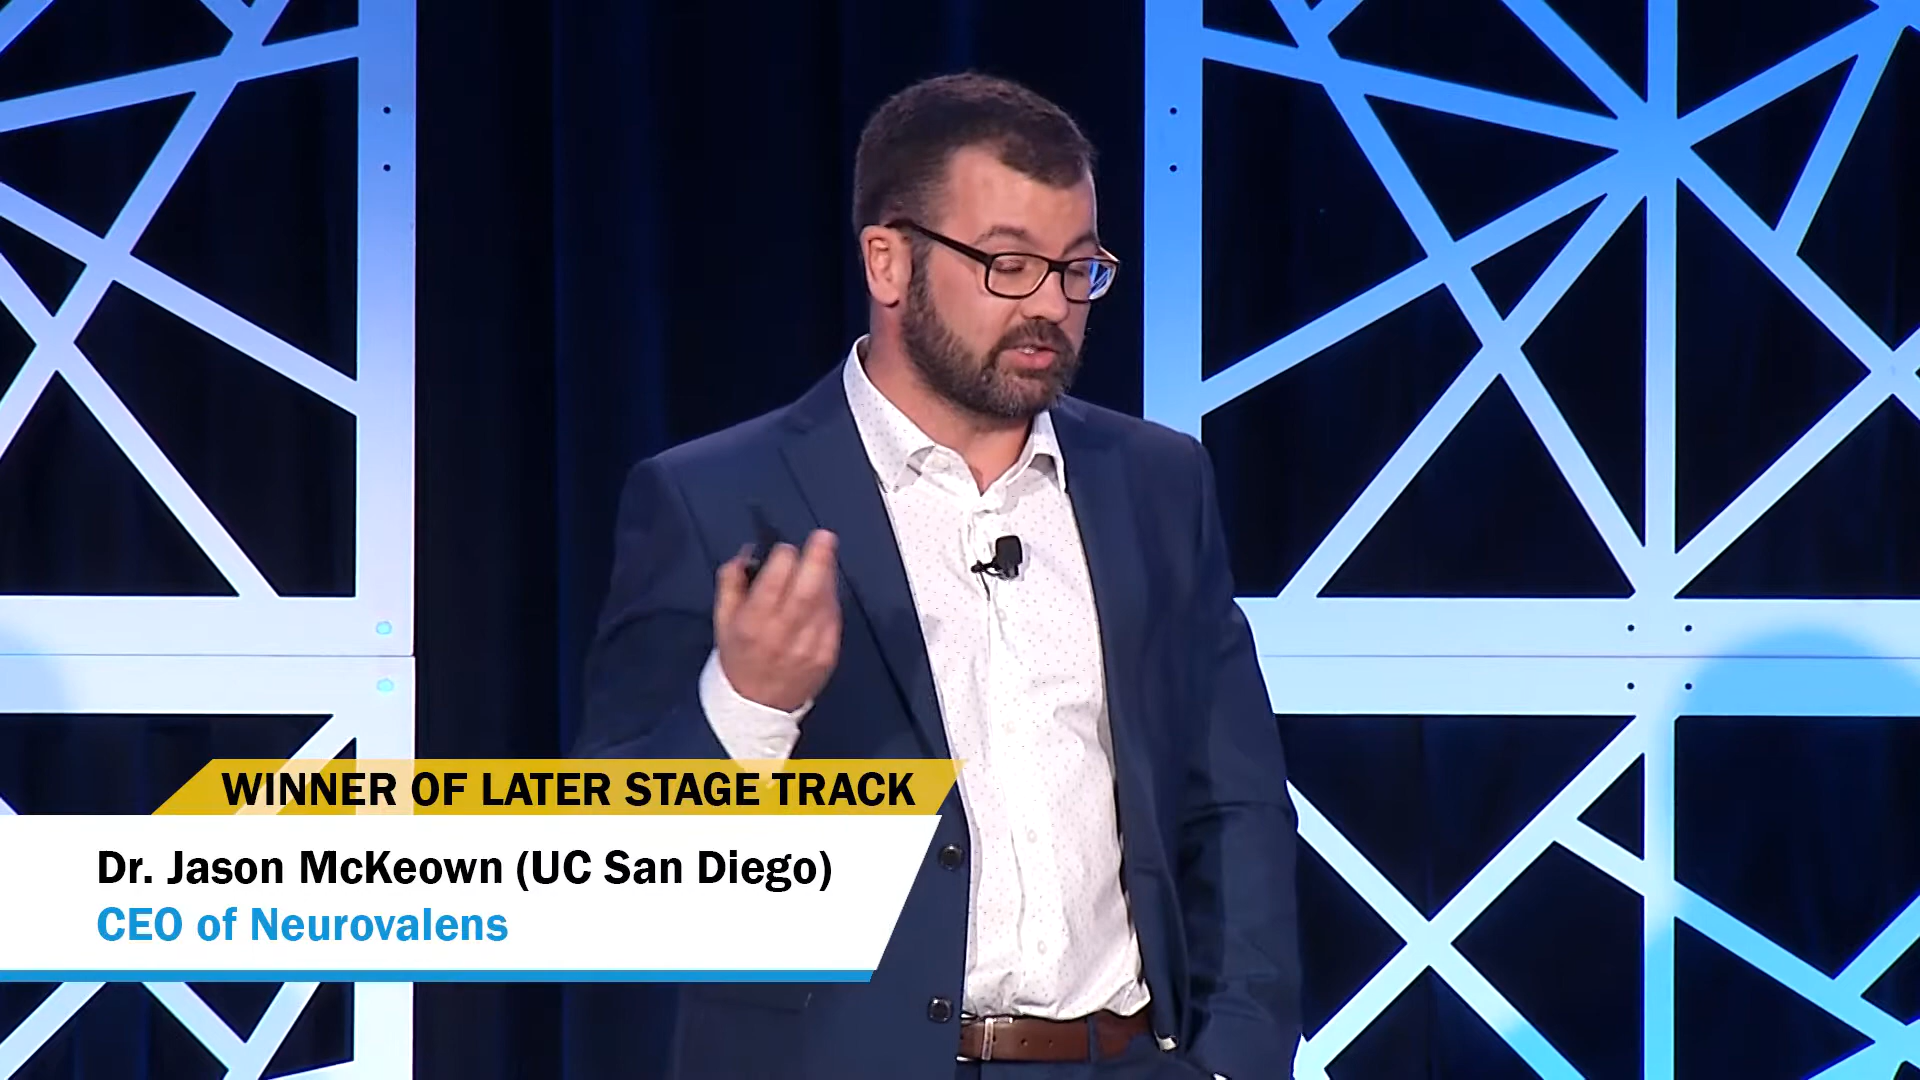 WINNER OF LATER STAGE TRACK
Dr. Jason McKeown (UC San Diego)
CEO of Neurovalens